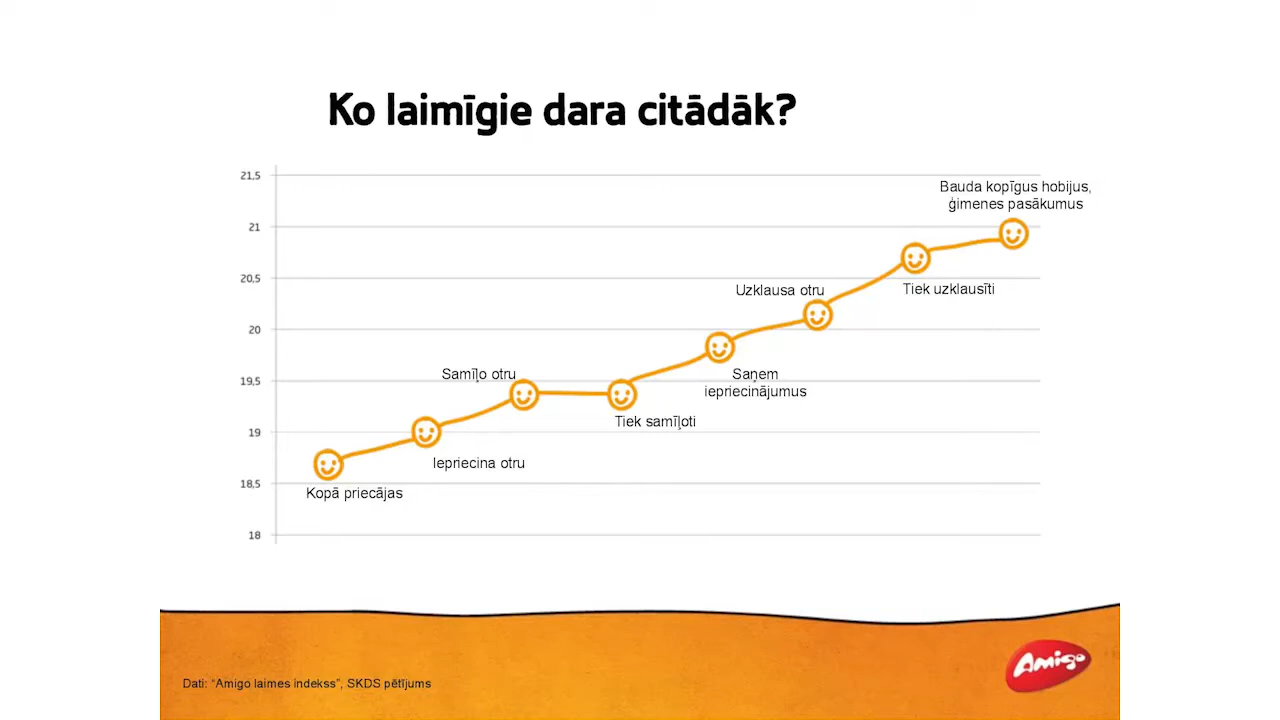 Ko laimīgie dara citādāk?
21,5
21
20,5
20
19,5
19
18,5
18
Bauda kopīgus hobijus,
ģimenes pasākumus
Tiek uzklausīti
Uzklausa otru
Saņem
iepriecinājumus
Samīļo otru
Tiek samīļoti
Iepriecina otru
Kopā priecājas
Dati: “Amigo laimes indekss”, SKDS pētījums
Amigo